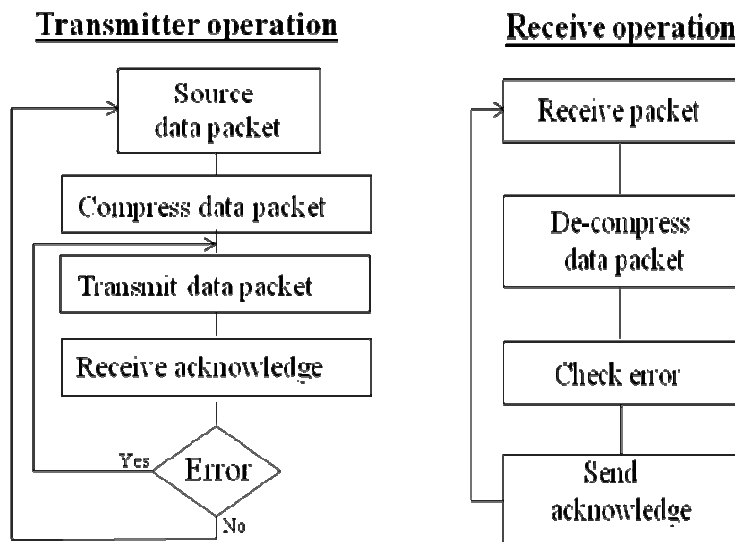 Transmitter operation
Source
data packet
Compress data packet
Transmit data packet
Receive acknowledge
Yes
Error
No
Receive operation
Receive packet
De-compress
data packet
Check error
Send
acknowledge